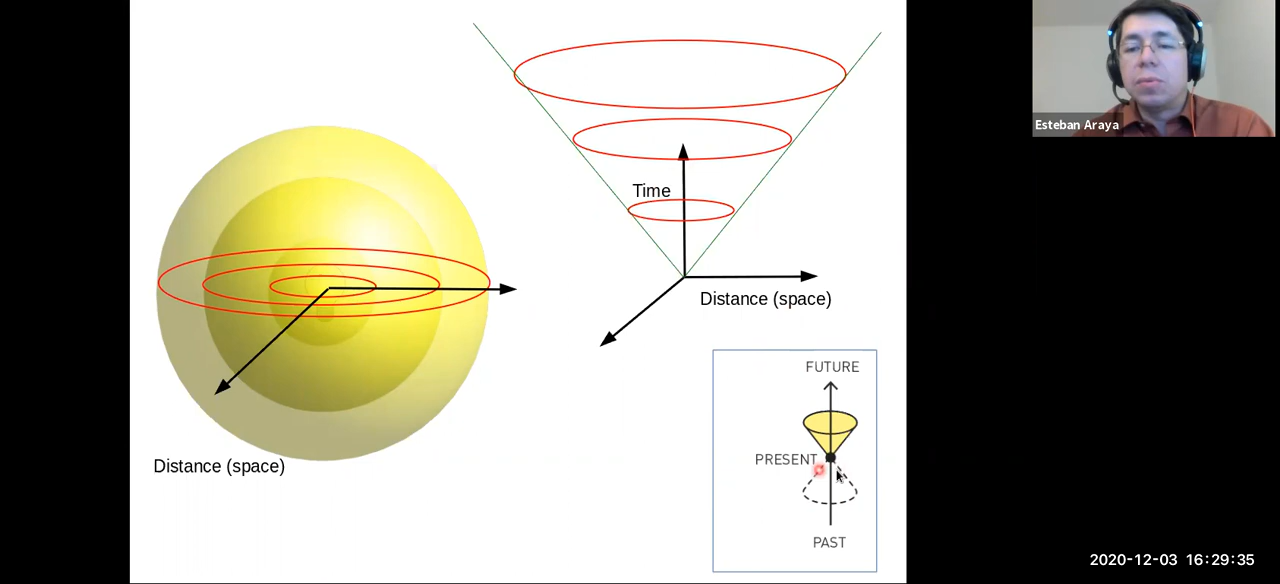 Esteban Araya
Time
Distance (space)
Distance (space)
FUTURE
PRESENT
PAST
2020-12-03 16:29:35